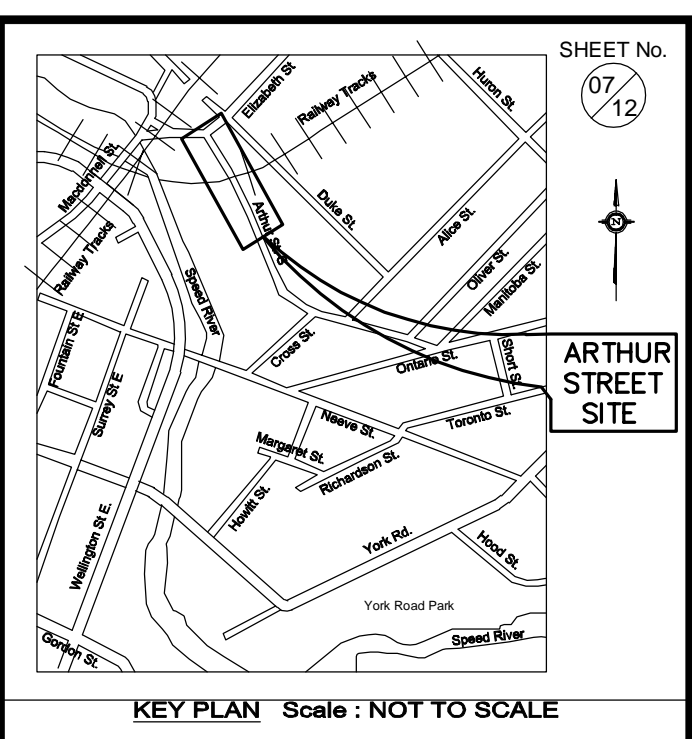 SHEET No.
07
12
Elizabeth St
Railway Tracks
Huron St.
Macdonnell St.
Duke St.
Arthur St. S
Alice St.
N
Railway Tracks
Speed River
Oliver St.
Manitoba St.
Fountain St E
Surrey St E
Cross St.
Ontario St.
Short St.
ARTHUR
STREET
SITE
Neeve St.
Toronto St.
Margaret St.
Richardson St.
Howitt St.
Wellington St E.
York Rd.
Hood St.
York Road Park
Gordon St.
Speed River
KEY PLAN Scale : NOT TO SCALE